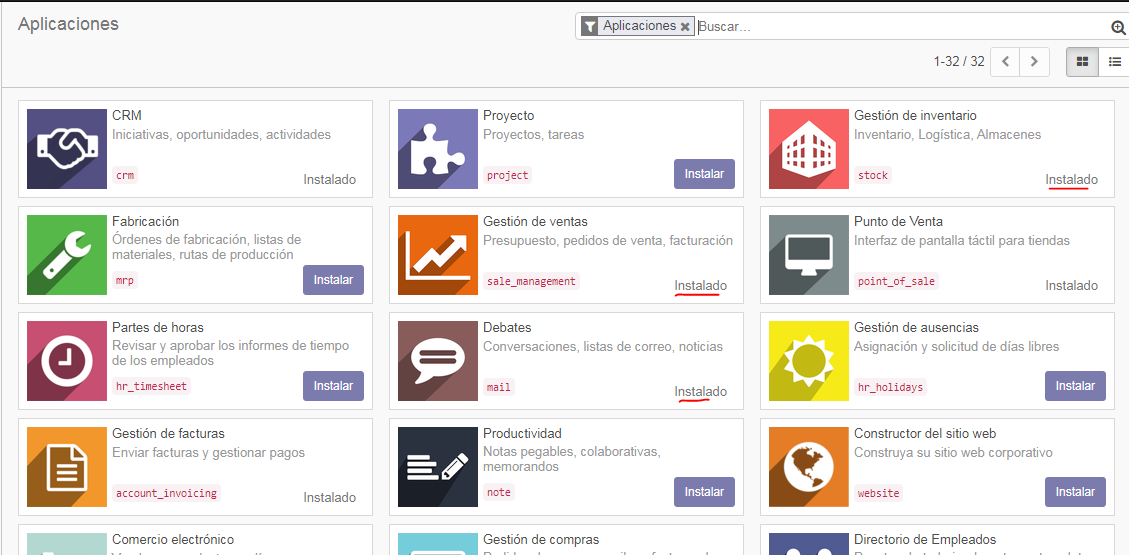 Aplicaciones
Aplicaciones ✖ Buscar...
1-32 / 32
CRM
Iniciativas, oportunidades, actividades
crm
Instalado
Proyecto
Proyectos, tareas
project
Instalar
Gestión de inventario
Inventario, Logística, Almacenes
stock
Instalado
Fabricación
Órdenes de fabricación, listas de
materiales, rutas de producción
mrp
Instalar
Gestión de ventas
Presupuesto, pedidos de venta, facturación
sale_management
Instalado
Punto de Venta
Interfaz de pantalla táctil para tiendas
point_of_sale
Instalado
Partes de horas
Revisar y aprobar los informes de tiempo
de los empleados
hr_timesheet
Instalar
Debates
Conversaciones, listas de correo, noticias
mail
Instalado
Gestión de ausencias
Asignación y solicitud de días libres
hr_holidays
Instalar
Gestión de facturas
Enviar facturas y gestionar pagos
account_invoicing
Instalado
Productividad
Notas pegables, colaborativas,
memorandos
note
Instalar
Constructor del sitio web
Construya su sitio web corporativo
website
Instalar
Comercio electrónico
Gestión de compras
Directorio de Empleados